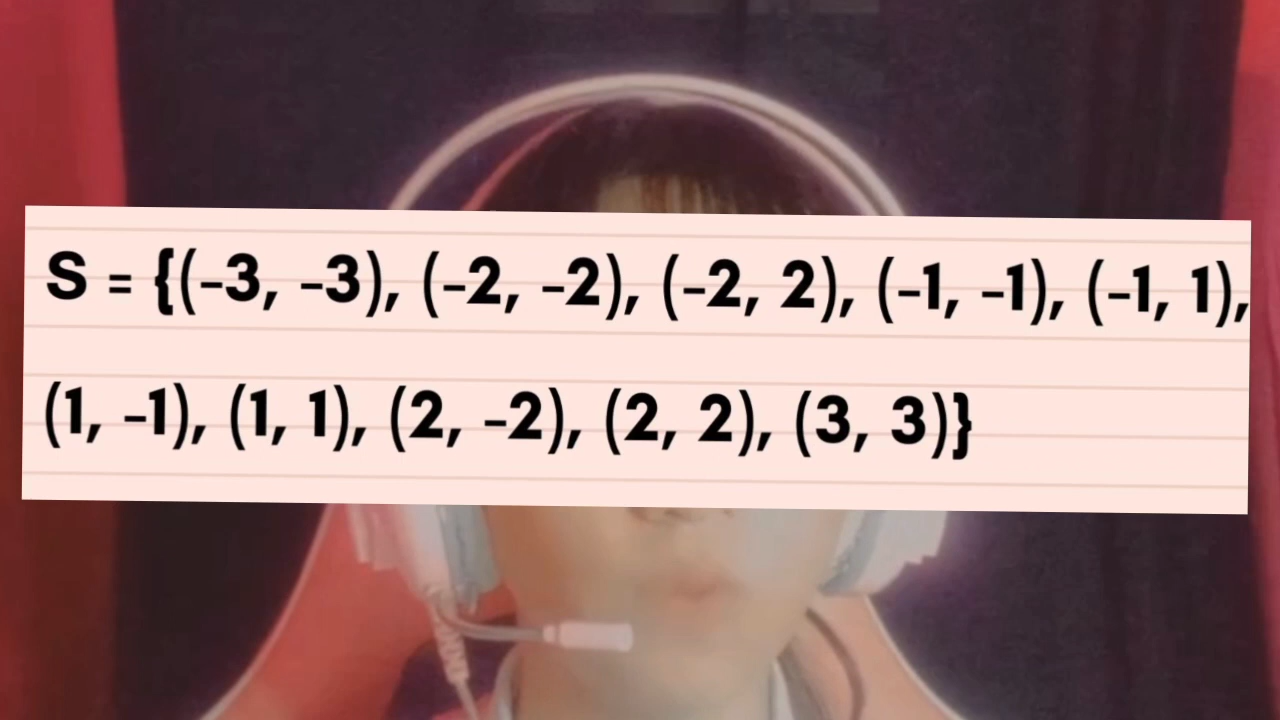 S = {(-3, -3), (-2, -2), (-2, 2), (-1, -1), (-1, 1),
(1, -1), (1, 1), (2, -2), (2, 2), (3, 3)}